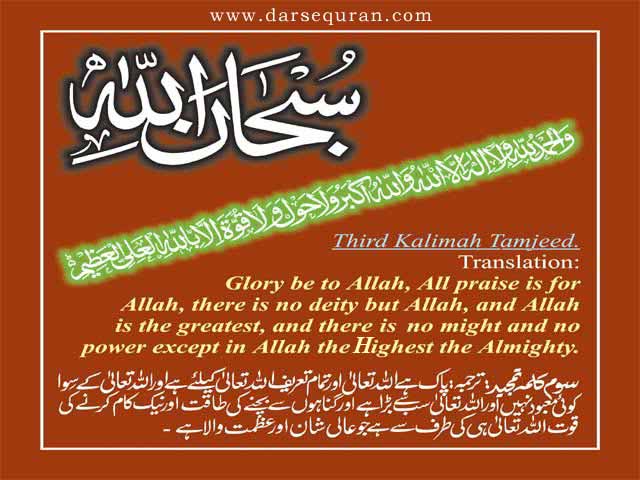 www.darsequran.com
سُبْحَانَ اللّٰهِ
وَالْحَمْدُ لِلّٰهِ وَلَا اِلٰهَ اِلَّا اللّٰهُ وَاللّٰهُ اَكْبَرُ وَلَا حَوْلَ وَلَا قُوَّةَ اِلَّا بِاللّٰهِ الْعَلِىِّ الْعَظِيْمِ
Third Kalimah Tamjeed.
Translation:
Glory be to Allah, All praise is for
Allah, there is no deity but Allah, and Allah
is the greatest, and there is no might and no
power except in Allah the Highest the Almighty.
سوم کلمہ تمجید: ترجمہ: پاک ہے اللہ تعالیٰ اور تمام تعریف اللہ تعالیٰ کیلئے ہے اور اللہ تعالیٰ کے سوا
کوئی معبود نہیں اور اللہ تعالیٰ سب سے بڑا ہے اور گناہوں سے بچنے کی طاقت اور نیک کام کرنے کی
قوت اللہ تعالیٰ ہی کی طرف سے ہے جو عالی شان اور عظمت والا ہے -